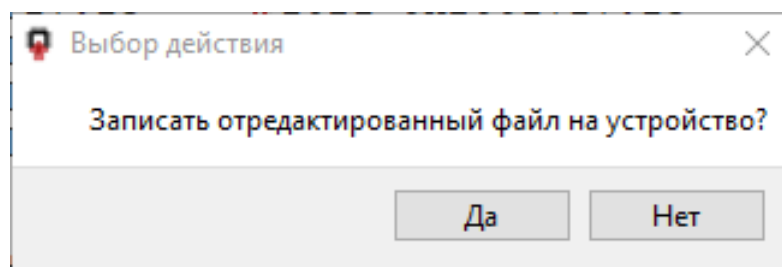 Выбор действия
Записать отредактированный файл на устройство?
Да
Нет